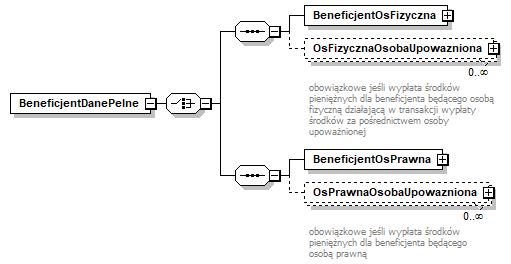 BeneficjentOsFizyczna
OsFizycznaOsobaUpowazniona
0..∞
obowiązkowe jeśli wypłata środków
pieniężnych dla beneficjenta będącego osobą
fizyczną działającą w transakcji wypłaty
środków za pośrednictwem osoby
upoważnionej
BeneficjentDanePelne
BeneficjentOsPrawna
OsPrawnaOsobaUpowazniona
0..∞
obowiązkowe jeśli wypłata środków
pieniężnych dla beneficjenta będącego
osobą prawną